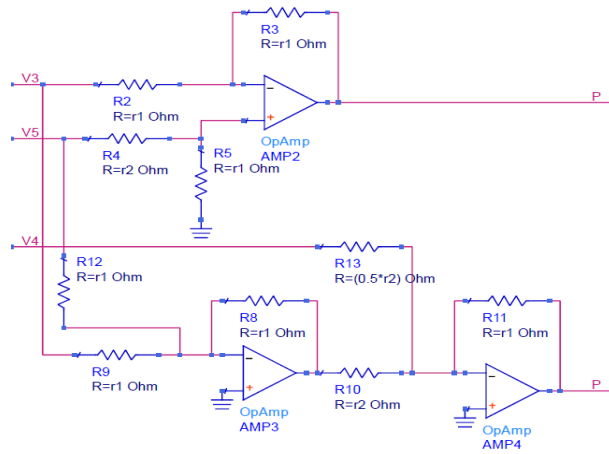 R3
R=r1 Ohm
V3
R2
R=r1 Ohm
P
OpAmp
AMP2
V5
R4
R=r2 Ohm
R5
R=r1 Ohm
V4
R13
R=(0.5*r2) Ohm
R12
R=r1 Ohm
R8
R=r1 Ohm
R11
R=r1 Ohm
R9
R=r1 Ohm
R10
R=r2 Ohm
P
OpAmp
AMP3
OpAmp
AMP4